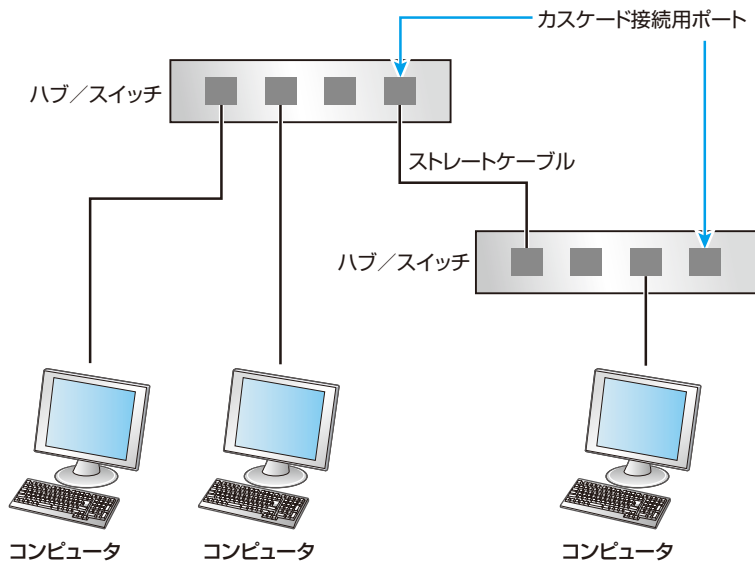 カスケード接続用ポート
ハブ／スイッチ
ストレートケーブル
ハブ／スイッチ
コンピュータ
コンピュータ
コンピュータ